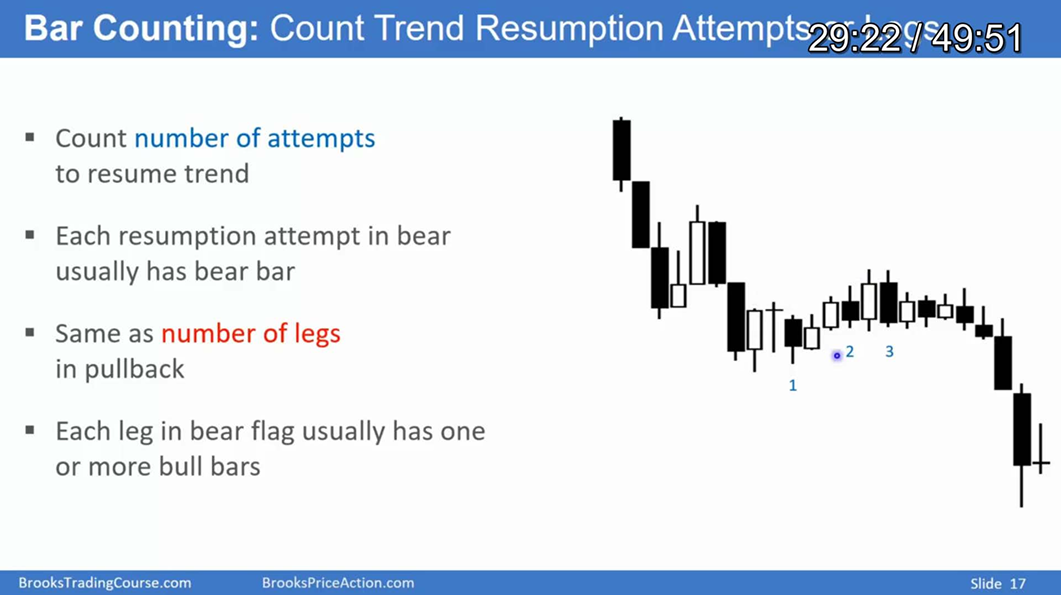 Bar Counting: Count Trend Resumption Attempts or Legs
29:22 / 49:51
▪ Count number of attempts
to resume trend
▪ Each resumption attempt in bear
usually has bear bar
▪ Same as number of legs
in pullback
▪ Each leg in bear flag usually has one
or more bull bars
2 3
1
BrooksTradingCourse.com BrooksPriceAction.com Slide 17